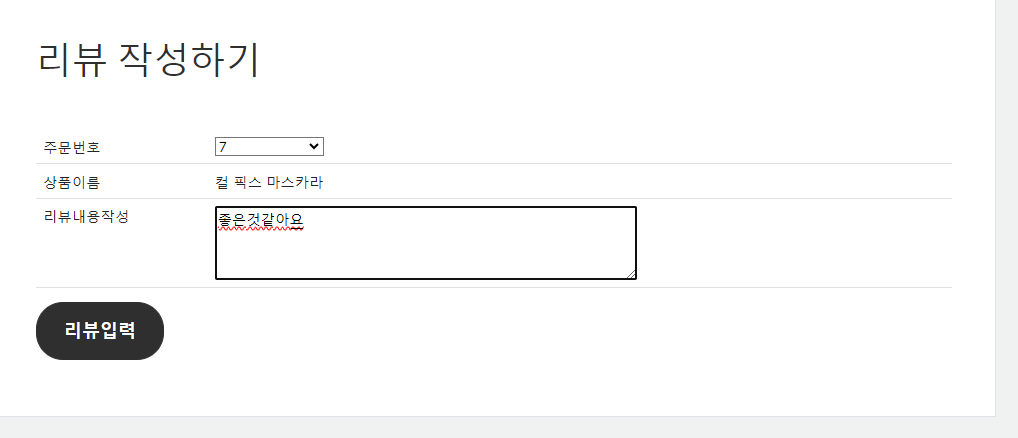 리뷰 작성하기
주문번호 7
상품이름 컬 픽스 마스카라
리뷰내용작성 좋은것같아요
리뷰입력